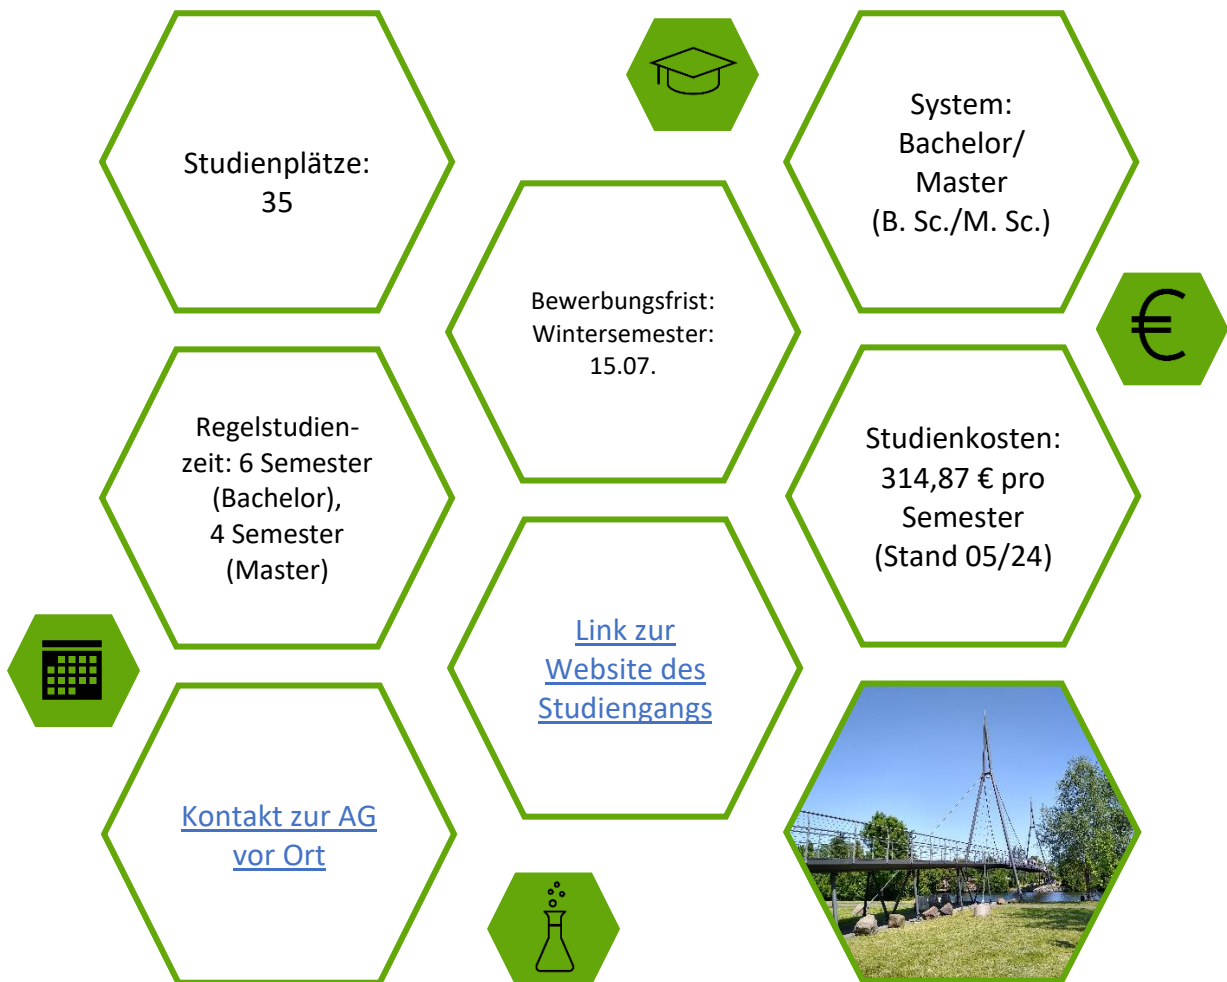 Studienplätze:
35
System:
Bachelor/
Master
(B. Sc./M. Sc.)
Bewerbungsfrist:
Wintersemester:
15.07.
€
Regelstudien-
zeit: 6 Semester
(Bachelor),
4 Semester
(Master)
Studienkosten:
314,87 € pro
Semester
(Stand 05/24)
Link zur
Website des
Studiengangs
Kontakt zur AG
vor Ort